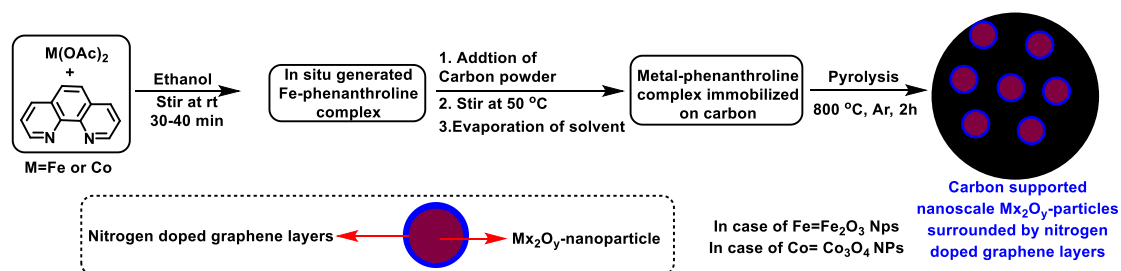 M(OAc)2
+
N N
M=Fe or Co
Ethanol
Stir at rt
30-40 min
In situ generated
Fe-phenanthroline
complex
1. Addtion of
Carbon powder
2. Stir at 50 °C
3.Evaporation of solvent
Metal-phenanthroline
complex immobilized
on carbon
Pyrolysis
800 °C, Ar, 2h
Carbon supported
nanoscale Mx2Oy-particles
surrounded by nitrogen
doped graphene layers
Nitrogen doped graphene layers
Mx2Oy-nanoparticle
In case of Fe=Fe2O3 Nps
In case of Co= Co3O4 NPs